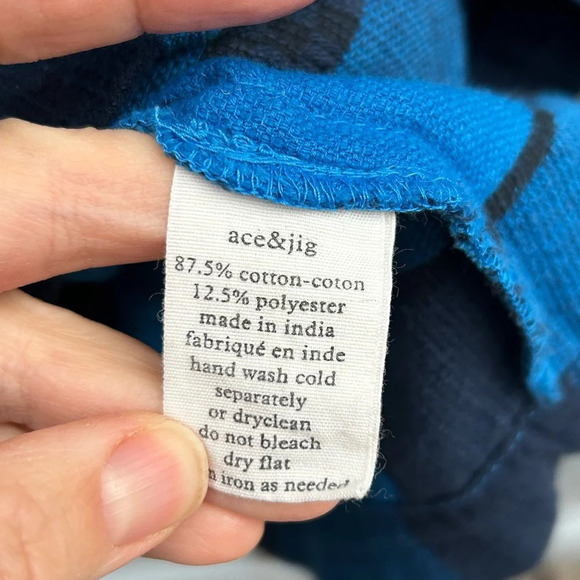 ace&jig
87.5% cotton-coton
12.5% polyester
made in india
fabriqué en inde
hand wash cold
separately
or dryclean
do not bleach
dry flat
iron as needed